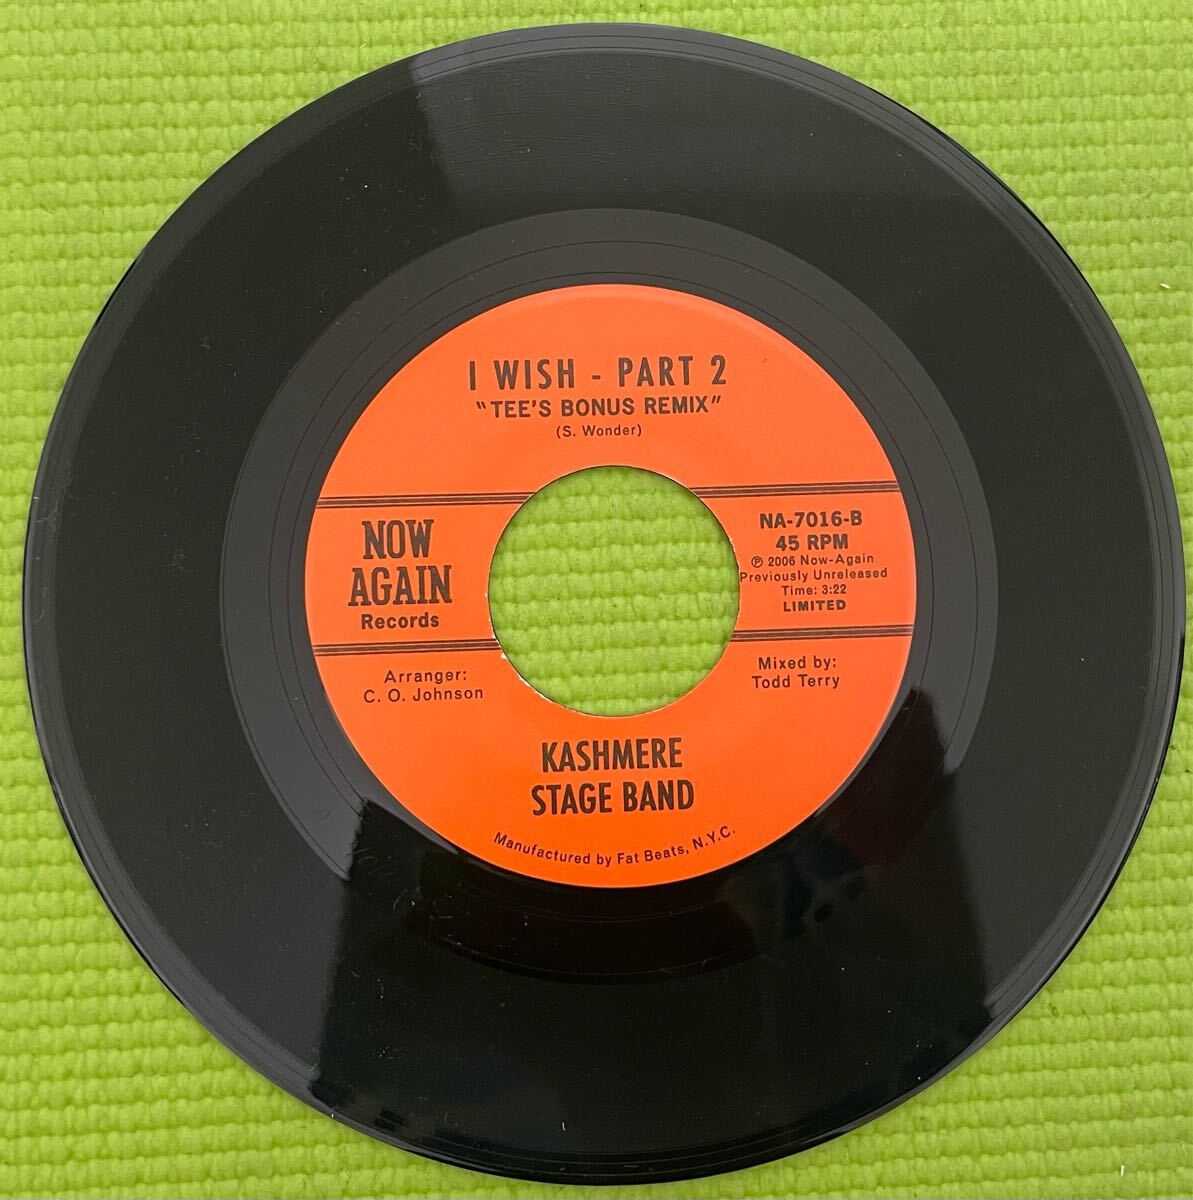 I WISH - PART 2
"TEE'S BONUS REMIX"
(S. Wonder)
NOW
AGAIN
Records
NA-7016-B
45 RPM
℗ 2006 Now-Again
Previously Unreleased
Time: 3:22
LIMITED
Arranger:
C. O. Johnson
Mixed by:
Todd Terry
KASHMERE
STAGE BAND
Manufactured by Fat Beats, N.Y.C.